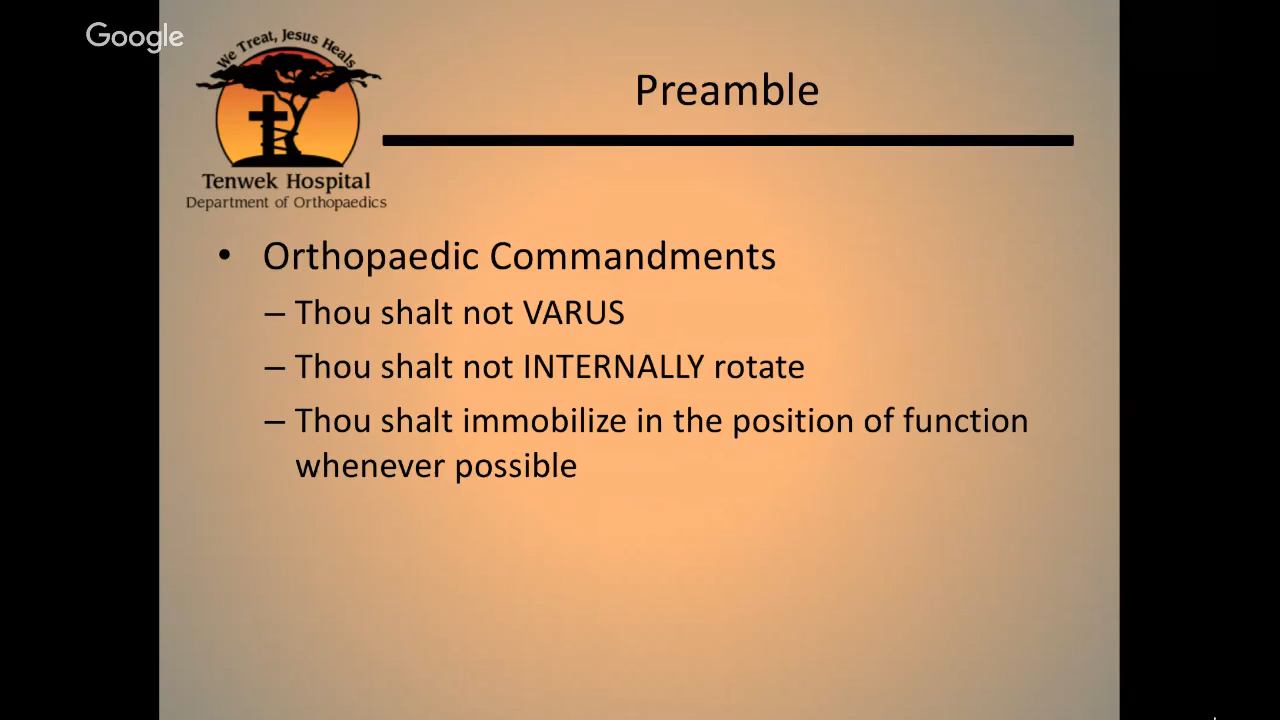 Google
We Treat, Jesus Heals
Tenwek Hospital
Department of Orthopaedics
Preamble
• Orthopaedic Commandments
– Thou shalt not VARUS
– Thou shalt not INTERNALLY rotate
– Thou shalt immobilize in the position of function
whenever possible